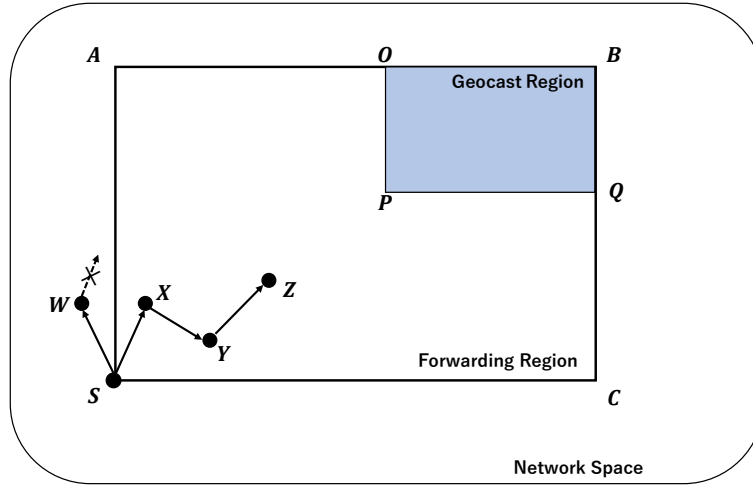 A
O
B
Geocast Region
P
Q
W
X
Z
Y
Forwarding Region
S
C
Network Space